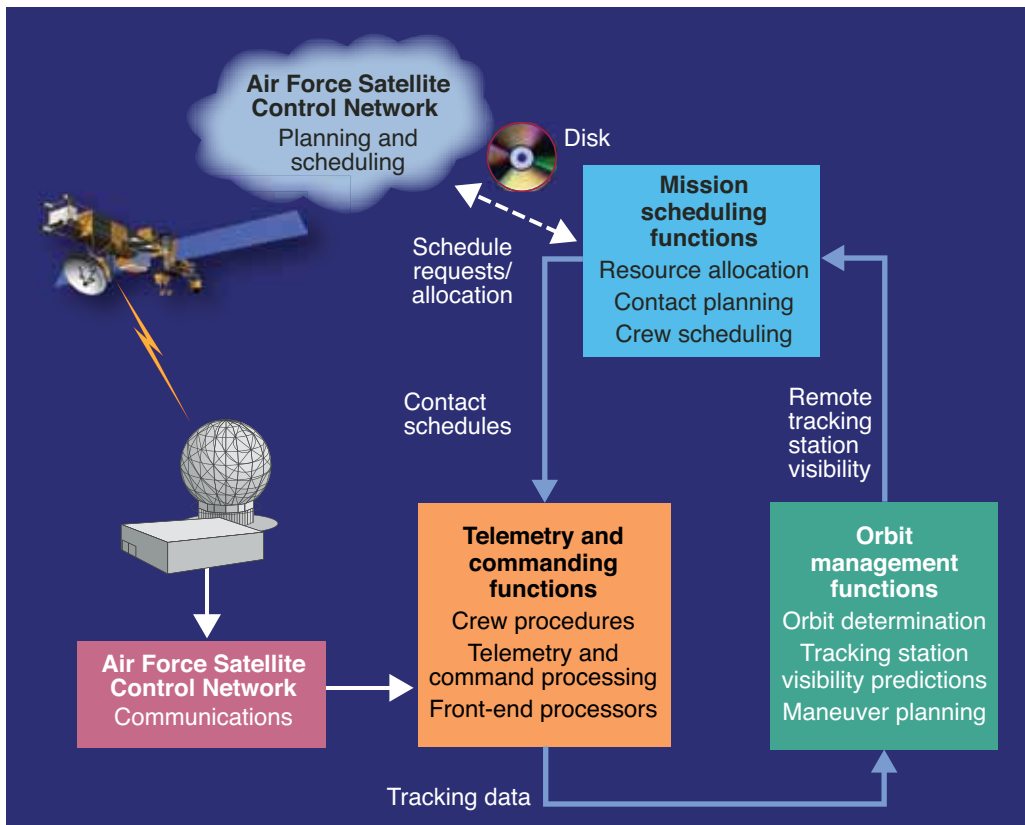 Air Force Satellite
Control Network
Planning and
scheduling
Disk
Schedule
requests/
allocation
Mission
scheduling
functions
Resource allocation
Contact planning
Crew scheduling
Contact
schedules
Remote
tracking
station
visibility
Telemetry and
commanding
functions
Crew procedures
Telemetry and
command processing
Front-end processors
Orbit
management
functions
Orbit determination
Tracking station
visibility predictions
Maneuver planning
Air Force Satellite
Control Network
Communications
Tracking data